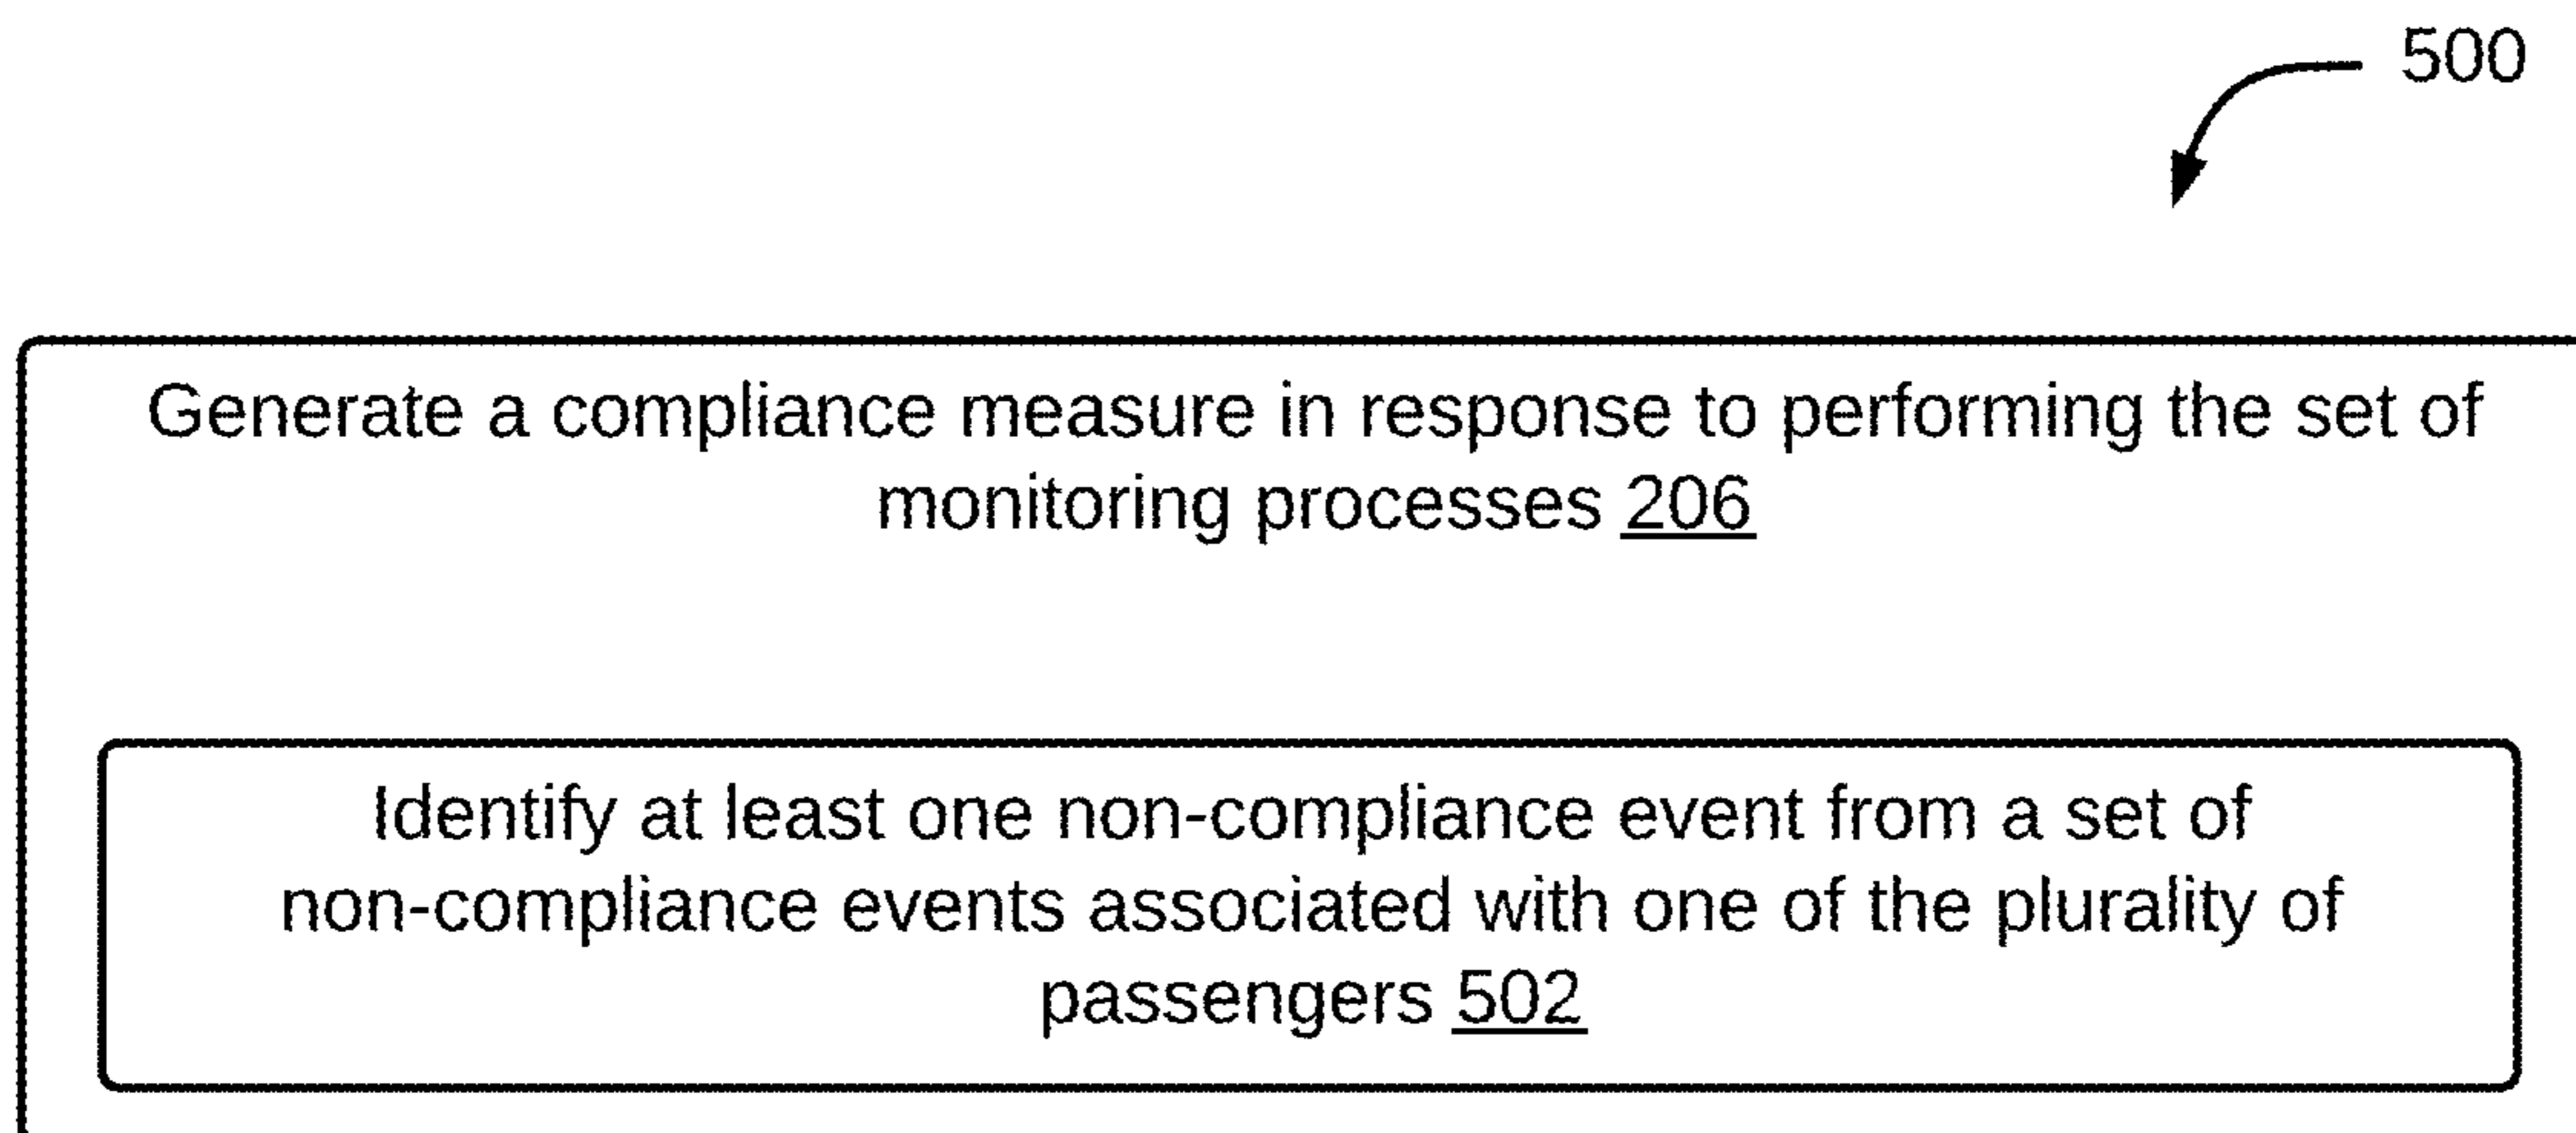 500
Generate a compliance measure in response to performing the set of
monitoring processes 206
Identify at least one non-compliance event from a set of
non-compliance events associated with one of the plurality of
passengers 502